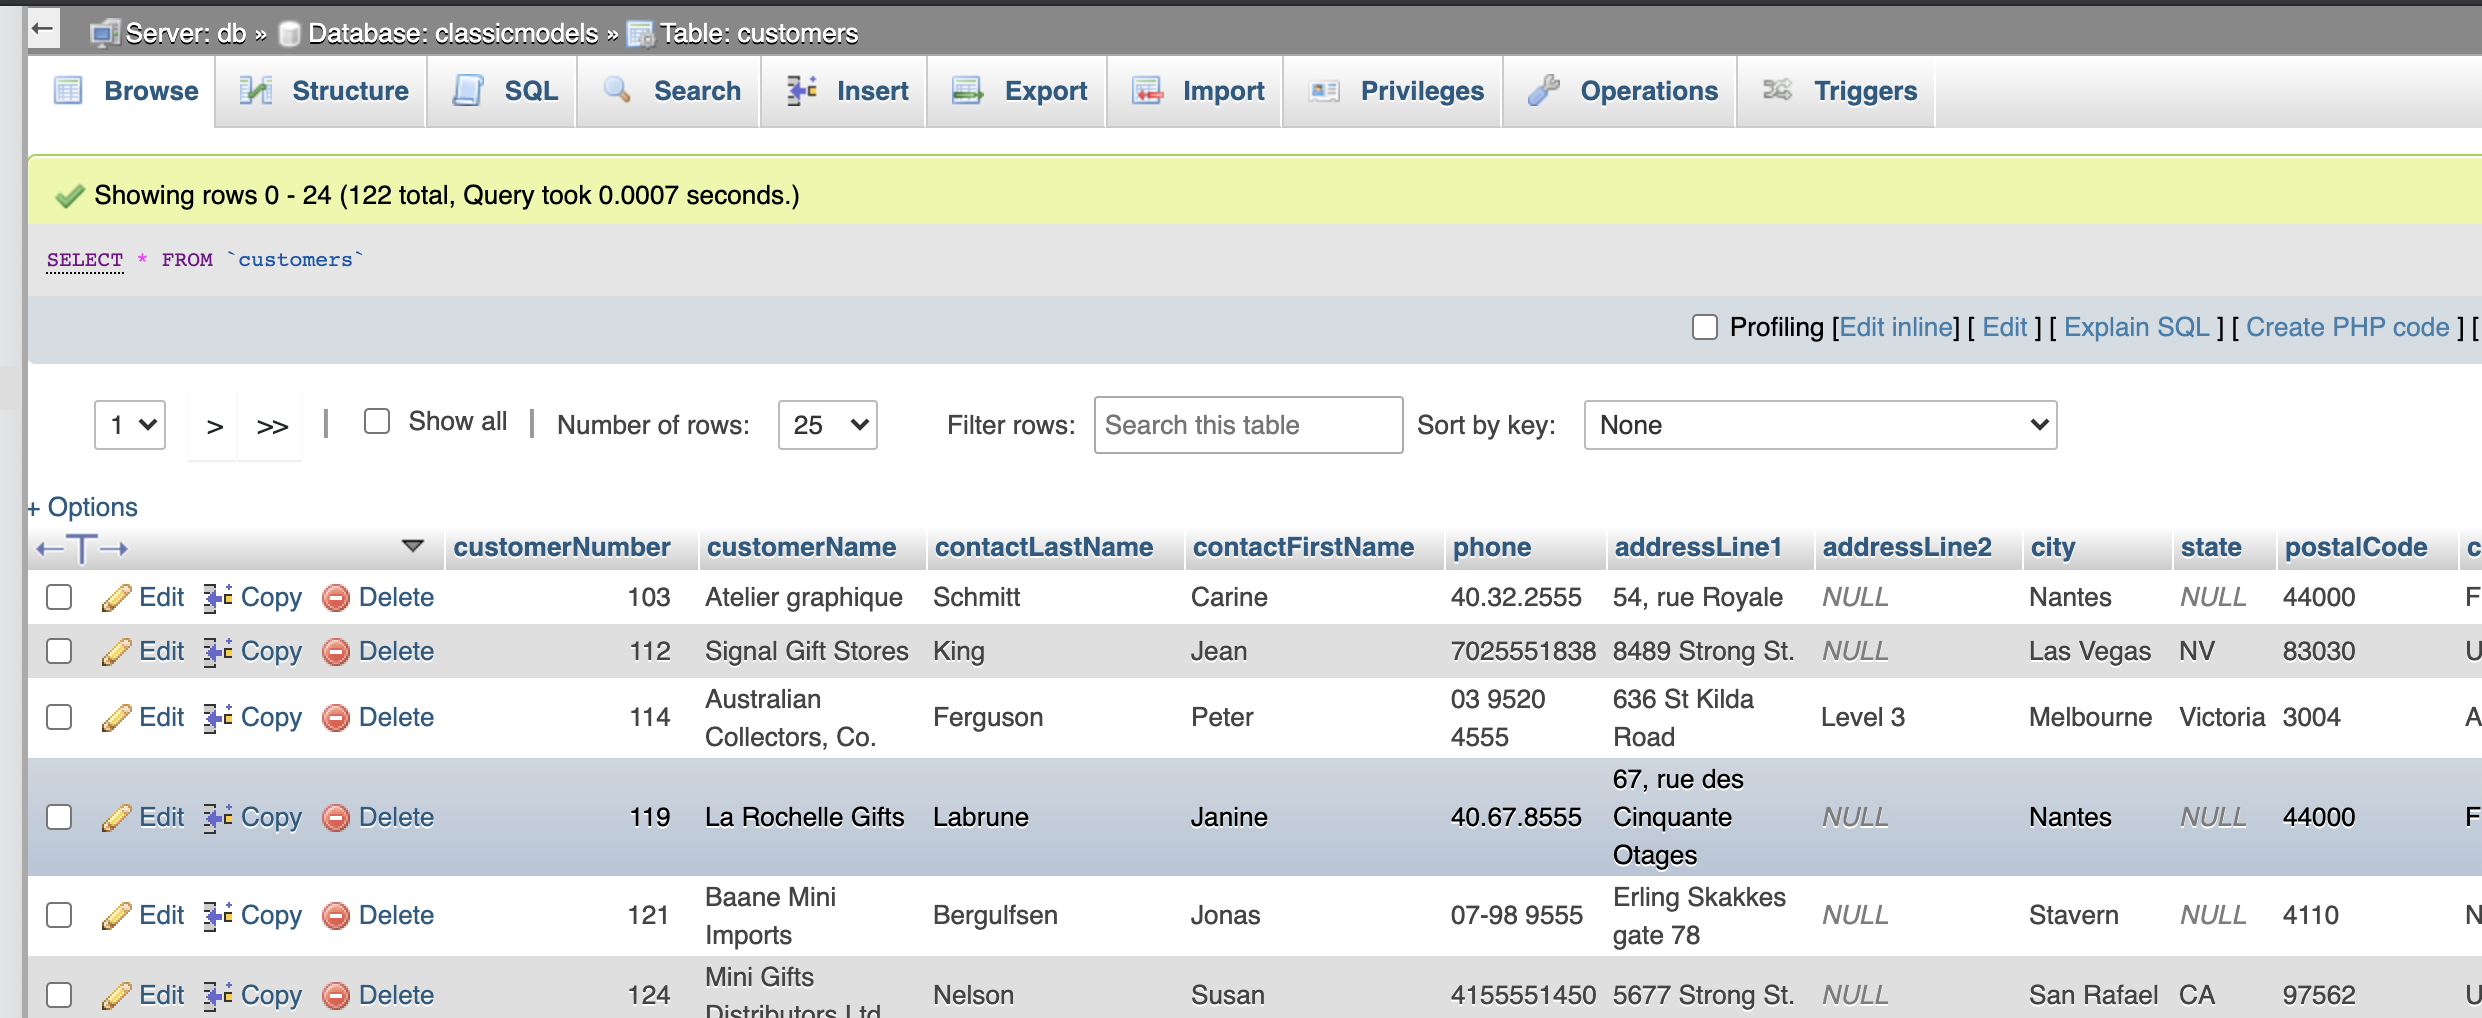 Server: db » Database: classicmodels » Table: customers
Browse Structure SQL Search Insert Export Import Privileges Operations Triggers
Showing rows 0 - 24 (122 total, Query took 0.0007 seconds.)
SELECT * FROM `customers`
Profiling [Edit inline] [ Edit ] [ Explain SQL ] [ Create PHP code ] [
1 > >> | Show all | Number of rows: 25 Filter rows: Search this table Sort by key: None
+ Options
←T→ customerNumber customerName contactLastName contactFirstName phone addressLine1 addressLine2 city state postalCode c
Edit Copy Delete 103 Atelier graphique Schmitt Carine 40.32.2555 54, rue Royale NULL Nantes NULL 44000 F
Edit Copy Delete 112 Signal Gift Stores King Jean 7025551838 8489 Strong St. NULL Las Vegas NV 83030 U
Edit Copy Delete 114 Australian Collectors, Co. Ferguson Peter 03 9520 4555 636 St Kilda Road Level 3 Melbourne Victoria 3004 A
Edit Copy Delete 119 La Rochelle Gifts Labrune Janine 40.67.8555 67, rue des Cinquante Otages NULL Nantes NULL 44000 F
Edit Copy Delete 121 Baane Mini Imports Bergulfsen Jonas 07-98 9555 Erling Skakkes gate 78 NULL Stavern NULL 4110 N
Edit Copy Delete 124 Mini Gifts Distributors Ltd. Nelson Susan 4155551450 5677 Strong St. NULL San Rafael CA 97562 U